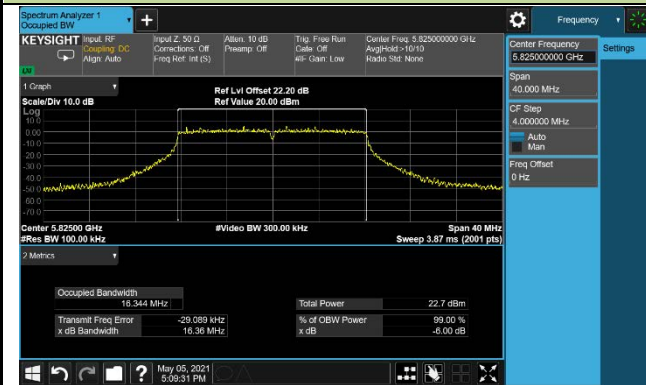 Spectrum Analyzer 1
Occupied BW
Frequency
KEYSIGHT
Input: RF
Coupling: DC
Align: Auto
Input Z: 50 Ω
Corrections: Off
Freq Ref: Int (S)
Atten: 10 dB
Preamp: Off
Trig: Free Run
Gate: Off
#IF Gain: Low
Center Freq: 5.825000000 GHz
Avg|Hold:>10/10
Radio Std: None
Center Frequency
5.825000000 GHz
Settings
Span
40.000 MHz
CF Step
4.000000 MHz
Auto
Man
Freq Offset
0 Hz
1 Graph
Scale/Div 10.0 dB
Ref Lvl Offset 22.20 dB
Ref Value 20.00 dBm
Log
10.0
0.00
-10.0
-20.0
-30.0
-40.0
-50.0
-60.0
-70.0
Center 5.82500 GHz
#Video BW 300.00 kHz
Span 40 MHz
#Res BW 100.00 kHz
Sweep 3.87 ms (2001 pts)
2 Metrics
Occupied Bandwidth
16.344 MHz
Total Power 22.7 dBm
Transmit Freq Error -29.089 kHz
% of OBW Power 99.00 %
x dB Bandwidth 16.36 MHz
x dB -6.00 dB
?
May 05, 2021
5:09:31 PM